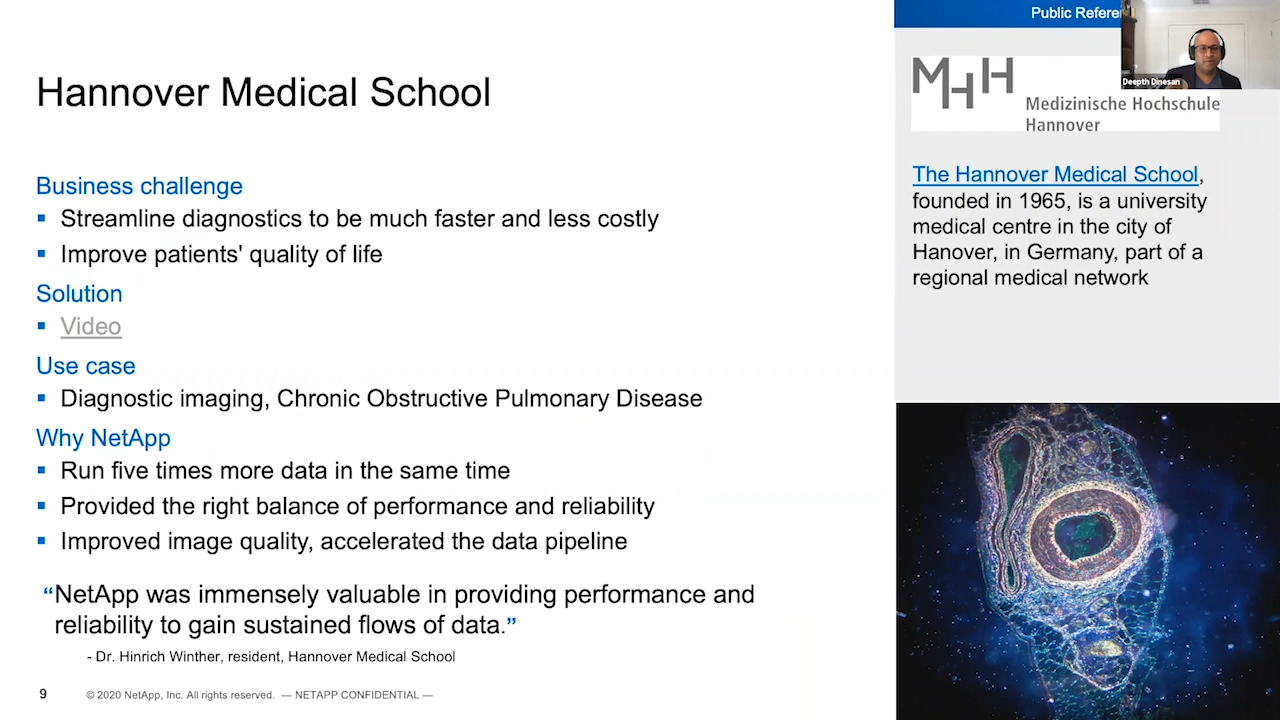 Hannover Medical School
Business challenge
▪ Streamline diagnostics to be much faster and less costly
▪ Improve patients' quality of life
Solution
▪ Video
Use case
▪ Diagnostic imaging, Chronic Obstructive Pulmonary Disease
Why NetApp
▪ Run five times more data in the same time
▪ Provided the right balance of performance and reliability
▪ Improved image quality, accelerated the data pipeline
“NetApp was immensely valuable in providing performance and
reliability to gain sustained flows of data.”
- Dr. Hinrich Winther, resident, Hannover Medical School
9 © 2020 NetApp, Inc. All rights reserved. — NETAPP CONFIDENTIAL —
Public
Deepth Dinesan
MHH
Medizinische Hochschule
Hannover
The Hannover Medical School,
founded in 1965, is a university
medical centre in the city of
Hanover, in Germany, part of a
regional medical network